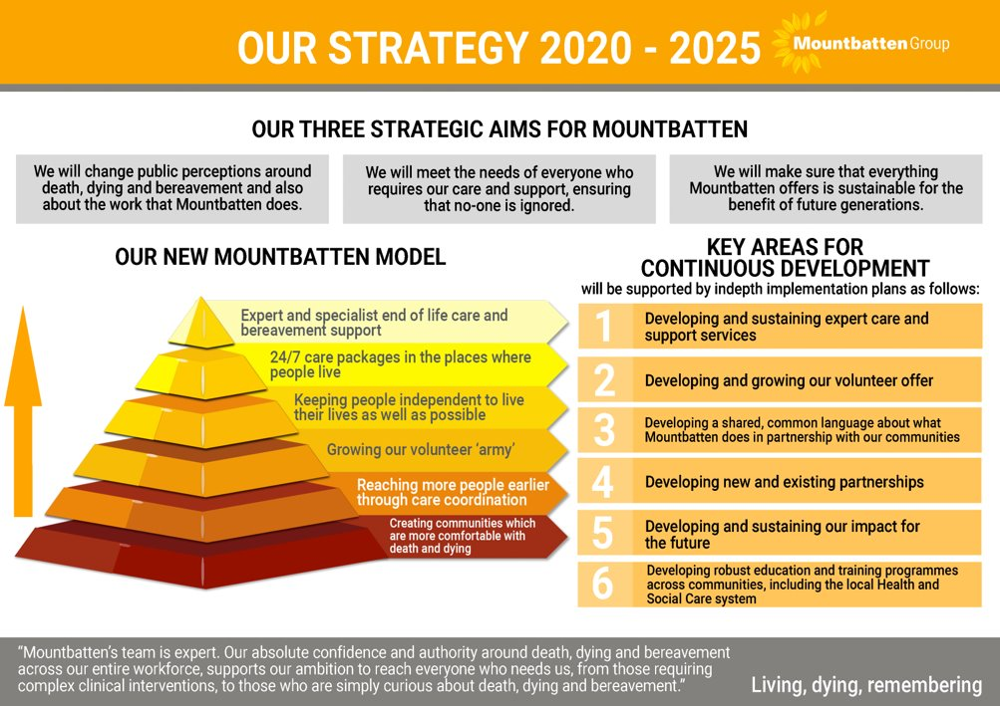 OUR STRATEGY 2020 - 2025
Mountbatten Group
OUR THREE STRATEGIC AIMS FOR MOUNTBATTEN
We will change public perceptions around
death, dying and bereavement and also
about the work that Mountbatten does.
We will meet the needs of everyone who
requires our care and support, ensuring
that no-one is ignored.
We will make sure that everything
Mountbatten offers is sustainable for the
benefit of future generations.
OUR NEW MOUNTBATTEN MODEL
Expert and specialist end of life care and
bereavement support
24/7 care packages in the places where
people live
Keeping people independent to live
their lives as well as possible
Growing our volunteer ‘army’
Reaching more people earlier
through care coordination
Creating communities which
are more comfortable with
death and dying
KEY AREAS FOR
CONTINUOUS DEVELOPMENT
will be supported by indepth implementation plans as follows:
1
Developing and sustaining expert care and
support services
2
Developing and growing our volunteer offer
3
Developing a shared, common language about what
Mountbatten does in partnership with our communities
4
Developing new and existing partnerships
5
Developing and sustaining our impact for
the future
6
Developing robust education and training programmes
across communities, including the local Health and
Social Care system
“Mountbatten’s team is expert. Our absolute confidence and authority around death, dying and bereavement
across our entire workforce, supports our ambition to reach everyone who needs us, from those requiring
complex clinical interventions, to those who are simply curious about death, dying and bereavement.”
Living, dying, remembering